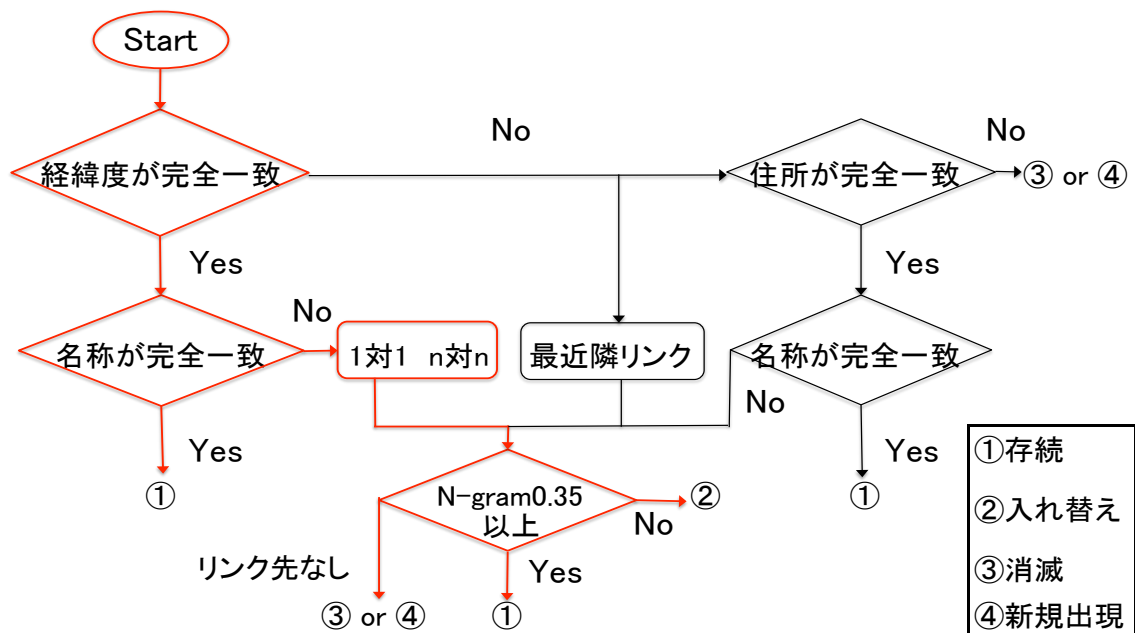 Start
No
No
経緯度が完全一致
住所が完全一致
③ or ④
Yes
Yes
No
名称が完全一致
1対1 n対n
最近隣リンク
名称が完全一致
No
Yes
Yes
①
N-gram0.35
以上
②
No
①
リンク先なし
Yes
③ or ④
①
①存続
②入れ替え
③消滅
④新規出現